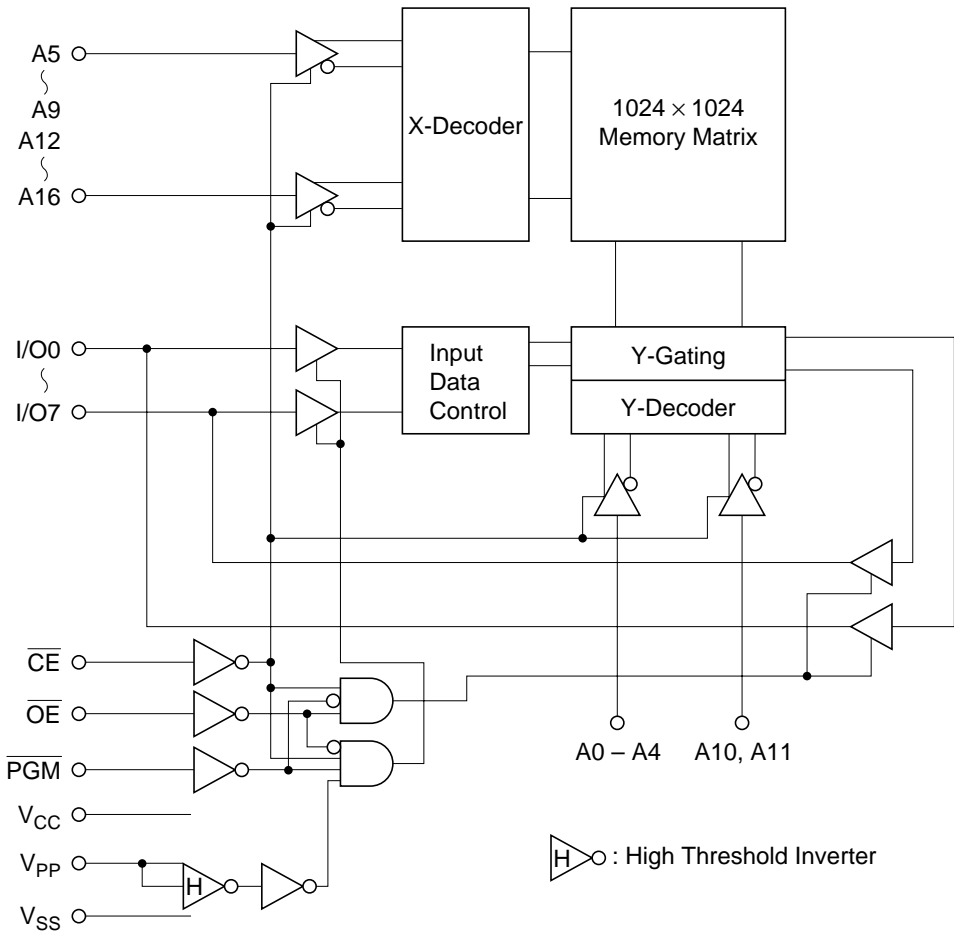 A5
A9
A12
A16
X-Decoder
1024 × 1024
Memory Matrix
I/O0
I/O7
Input
Data
Control
Y-Gating
Y-Decoder
CE
OE
PGM
VCC
VPP
VSS
H
A0 – A4
A10, A11
H : High Threshold Inverter